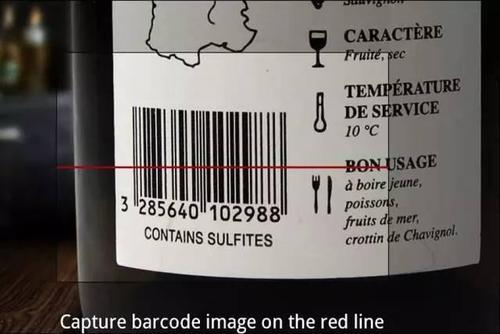 Sauvignon
CARACTÈRE
Fruité, sec
TEMPÉRATURE
DE SERVICE
10 °C
BON USAGE
à boire jeune,
poissons,
fruits de mer,
crottin de Chavignol.
3 285640 102988
CONTAINS SULFITES
Capture barcode image on the red line